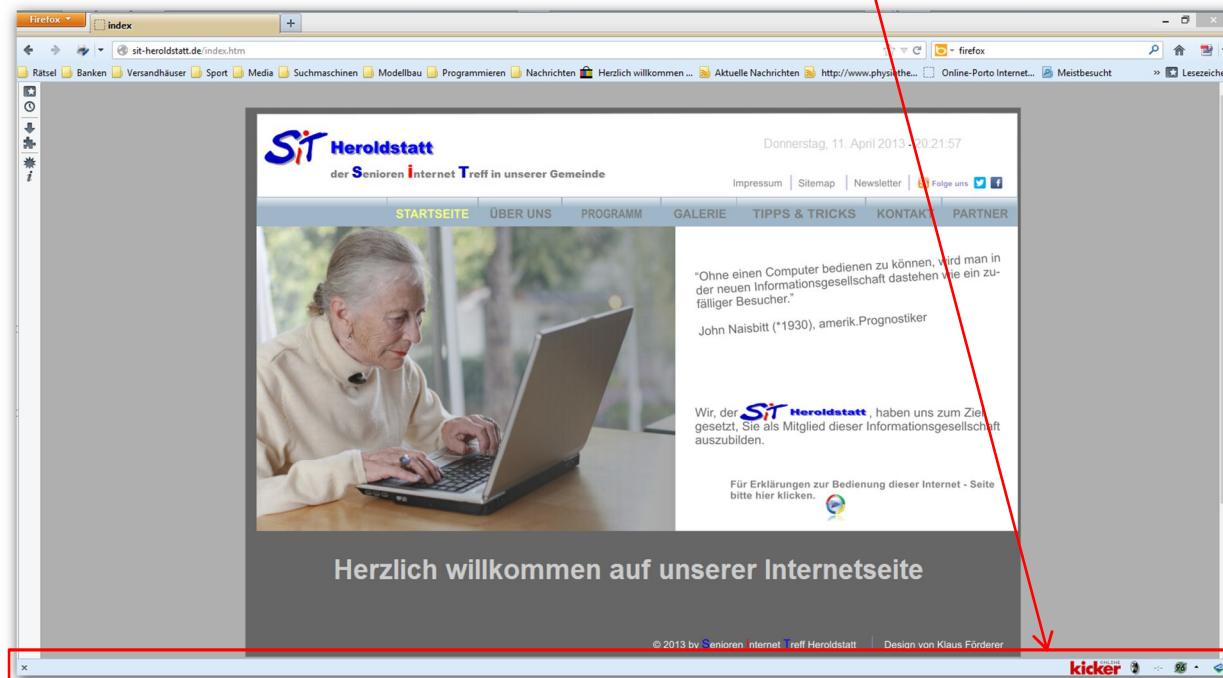 Firefox
index
+
sit-heroldstatt.de/index.htm
firefox
Rätsel Banken Versandhäuser Sport Media Suchmaschinen Modellbau Programmieren Nachrichten Herzlich willkommen ... Aktuelle Nachrichten http://www.physiothe... Online-Porto Internet... Meistbesucht » Lesezeiche
SiT Heroldstatt
der Senioren Internet Treff in unserer Gemeinde
Donnerstag, 11. April 2013 - 20:21:57
Impressum | Sitemap | Newsletter | Folge uns
STARTSEITE ÜBER UNS PROGRAMM GALERIE TIPPS & TRICKS KONTAKT PARTNER
“Ohne einen Computer bedienen zu können, wird man in
der neuen Informationsgesellschaft dastehen wie ein zu-
fälliger Besucher.”
John Naisbitt (*1930), amerik.Prognostiker
Wir, der SiT Heroldstatt , haben uns zum Ziel
gesetzt, Sie als Mitglied dieser Informationsgesellschaft
auszubilden.
Für Erklärungen zur Bedienung dieser Internet - Seite
bitte hier klicken.
Herzlich willkommen auf unserer Internetseite
© 2013 by Senioren Internet Treff Heroldstatt | Design von Klaus Förderer
× kicker ONLINE -:- 96